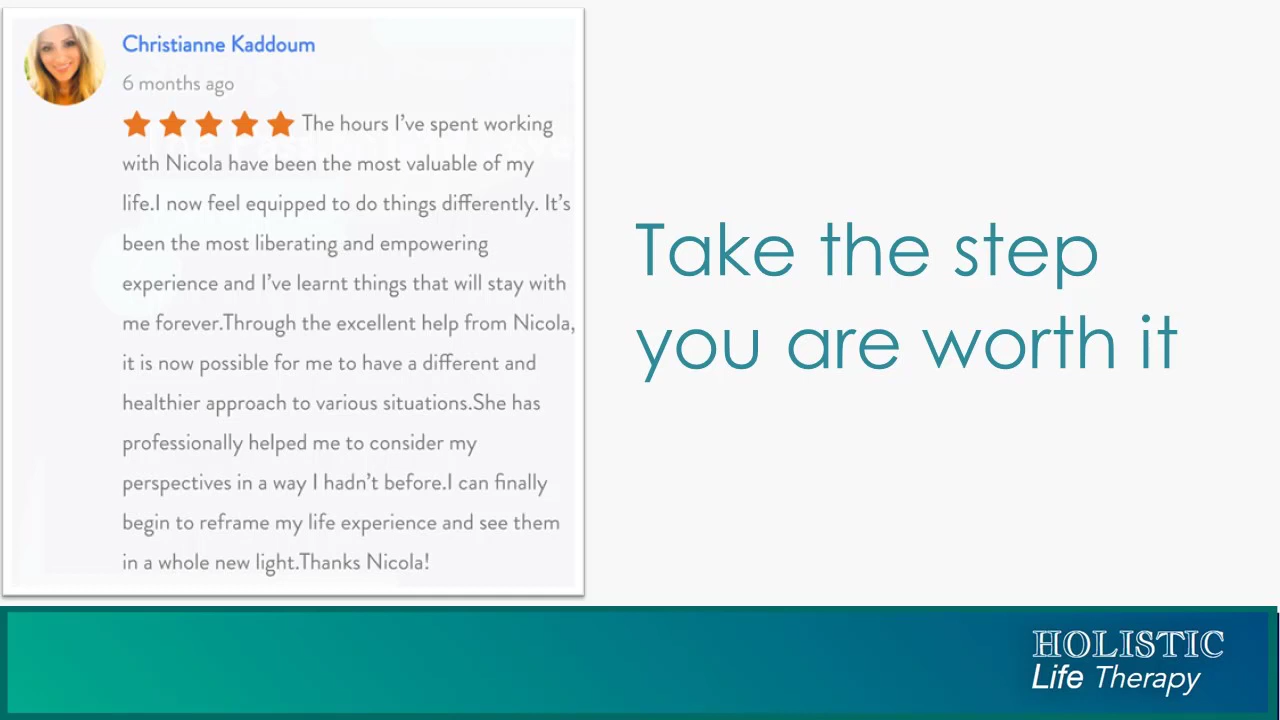 Christianne Kaddoum
6 months ago
The hours I've spent working
with Nicola have been the most valuable of my
life.I now feel equipped to do things differently. It's
been the most liberating and empowering
experience and I've learnt things that will stay with
me forever.Through the excellent help from Nicola,
it is now possible for me to have a different and
healthier approach to various situations.She has
professionally helped me to consider my
perspectives in a way I hadn't before.I can finally
begin to reframe my life experience and see them
in a whole new light.Thanks Nicola!
Take the step
you are worth it
HOLISTIC
Life Therapy